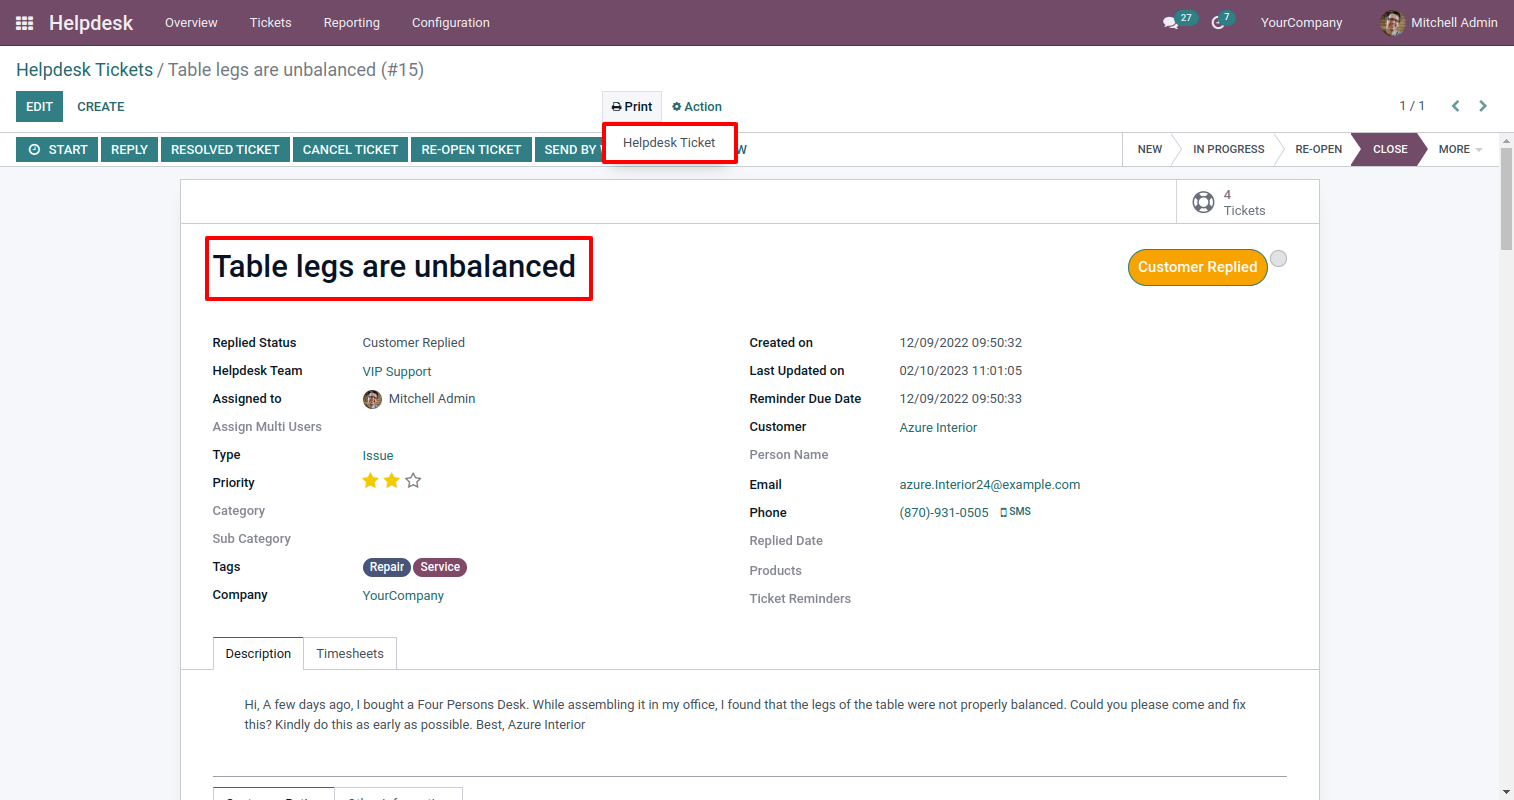 Helpdesk Overview Tickets Reporting Configuration 27 7 YourCompany Mitchell Admin
Helpdesk Tickets / Table legs are unbalanced (#15)
EDIT CREATE Print Action 1 / 1
Helpdesk Ticket
START REPLY RESOLVED TICKET CANCEL TICKET RE-OPEN TICKET SEND BY W NEW IN PROGRESS RE-OPEN CLOSE MORE
4
Tickets
Table legs are unbalanced
Customer Replied
Replied Status Customer Replied Created on 12/09/2022 09:50:32
Helpdesk Team VIP Support Last Updated on 02/10/2023 11:01:05
Assigned to Mitchell Admin Reminder Due Date 12/09/2022 09:50:33
Assign Multi Users Customer Azure Interior
Type Issue Person Name
Priority Email azure.Interior24@example.com
Category Phone (870)-931-0505 SMS
Sub Category Replied Date
Tags Repair Service Products
Company YourCompany Ticket Reminders
Description Timesheets
Hi, A few days ago, I bought a Four Persons Desk. While assembling it in my office, I found that the legs of the table were not properly balanced. Could you please come and fix
this? Kindly do this as early as possible. Best, Azure Interior